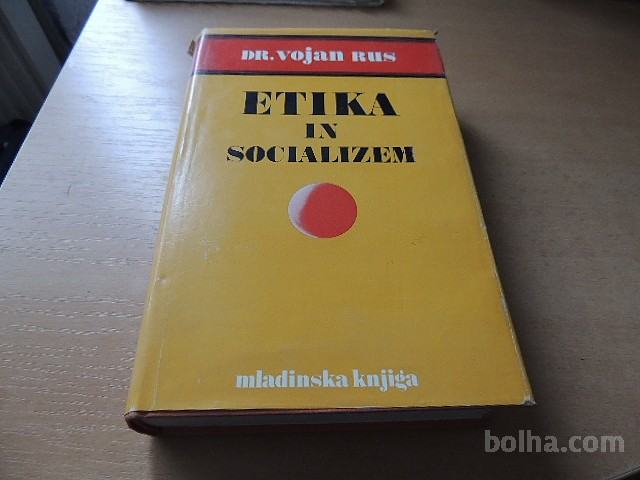 DR. vojan RUS
ETIKA
IN
SOCIALIZEM
mladinska knjiga
bolha.com